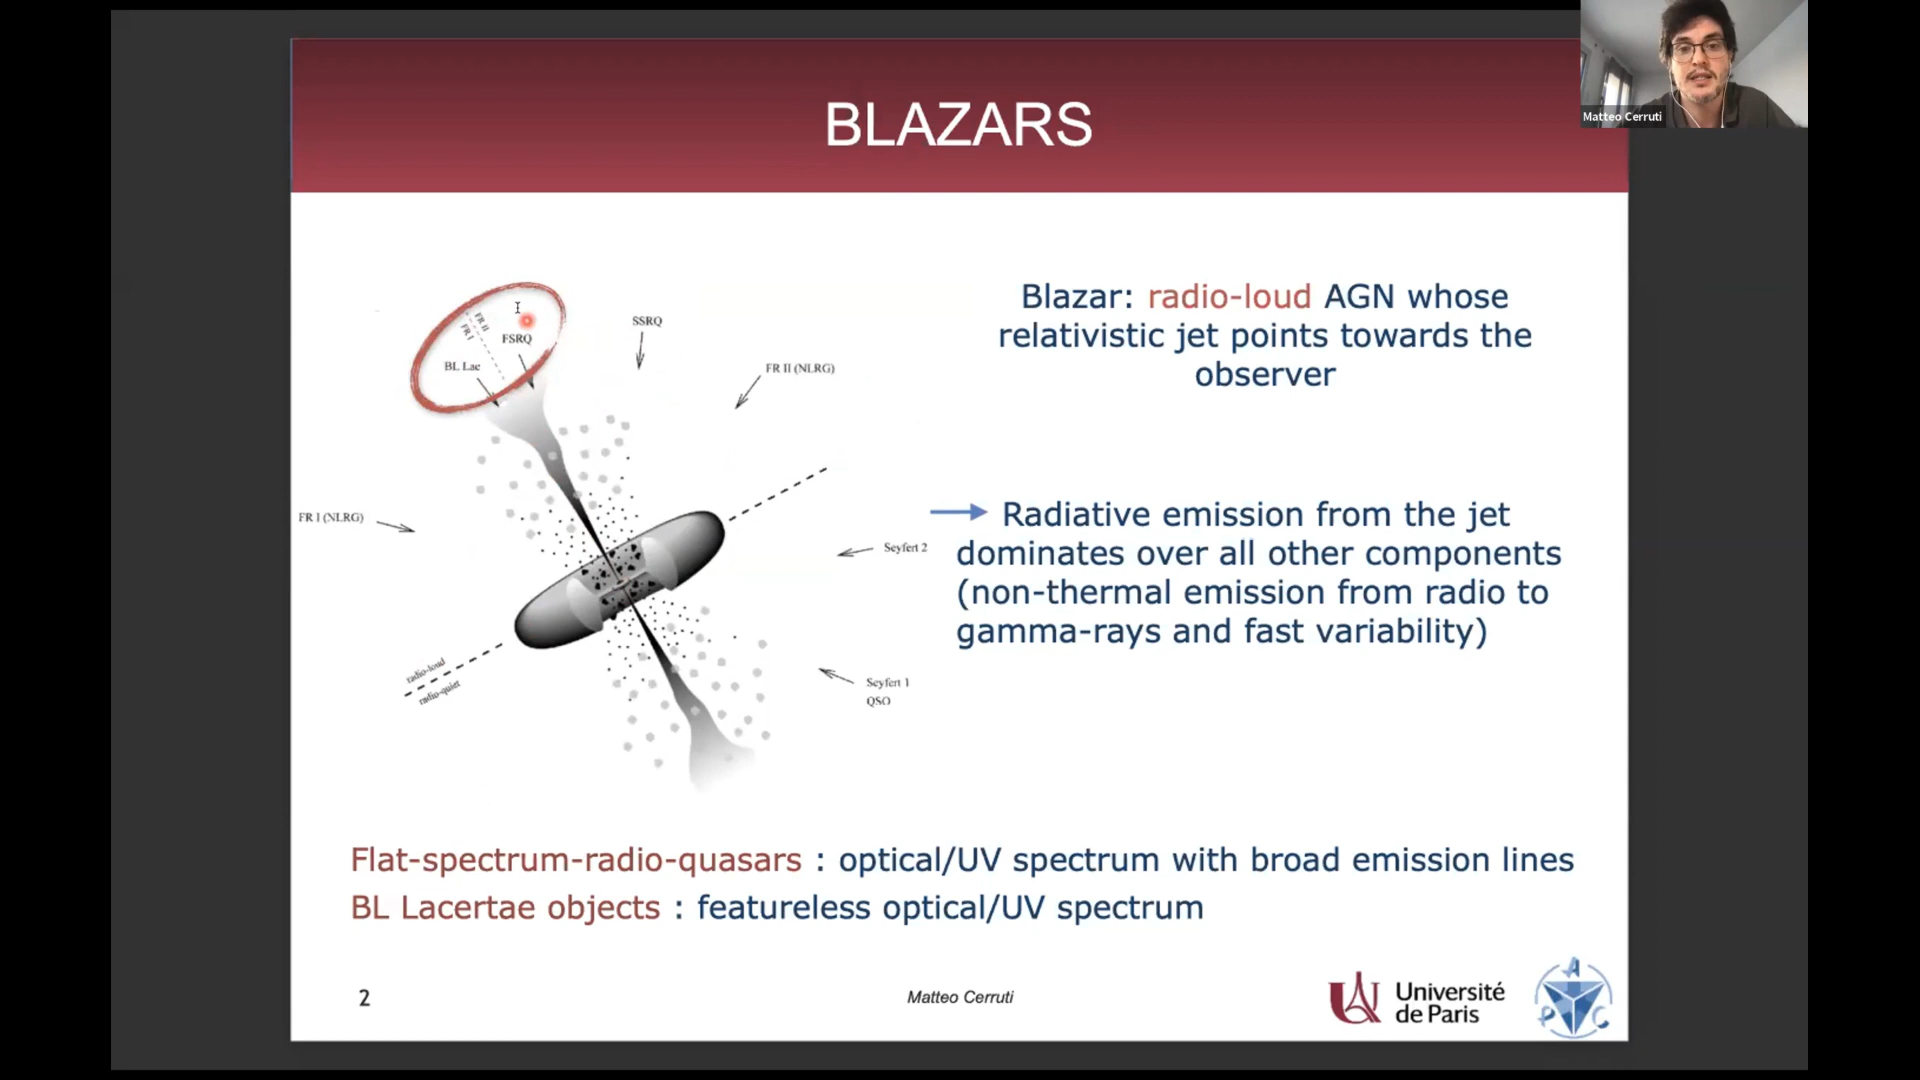 BLAZARS
Matteo Cerruti
Blazar: radio-loud AGN whose
relativistic jet points towards the
observer
FR II
FR I
FSRQ
BL Lac
SSRQ
FR II (NLRG)
FR I (NLRG)
Seyfert 2
Seyfert 1
QSO
radio-loud
radio-quiet
Radiative emission from the jet
dominates over all other components
(non-thermal emission from radio to
gamma-rays and fast variability)
Flat-spectrum-radio-quasars : optical/UV spectrum with broad emission lines
BL Lacertae objects : featureless optical/UV spectrum
2
Matteo Cerruti
Université
de Paris
A
P C